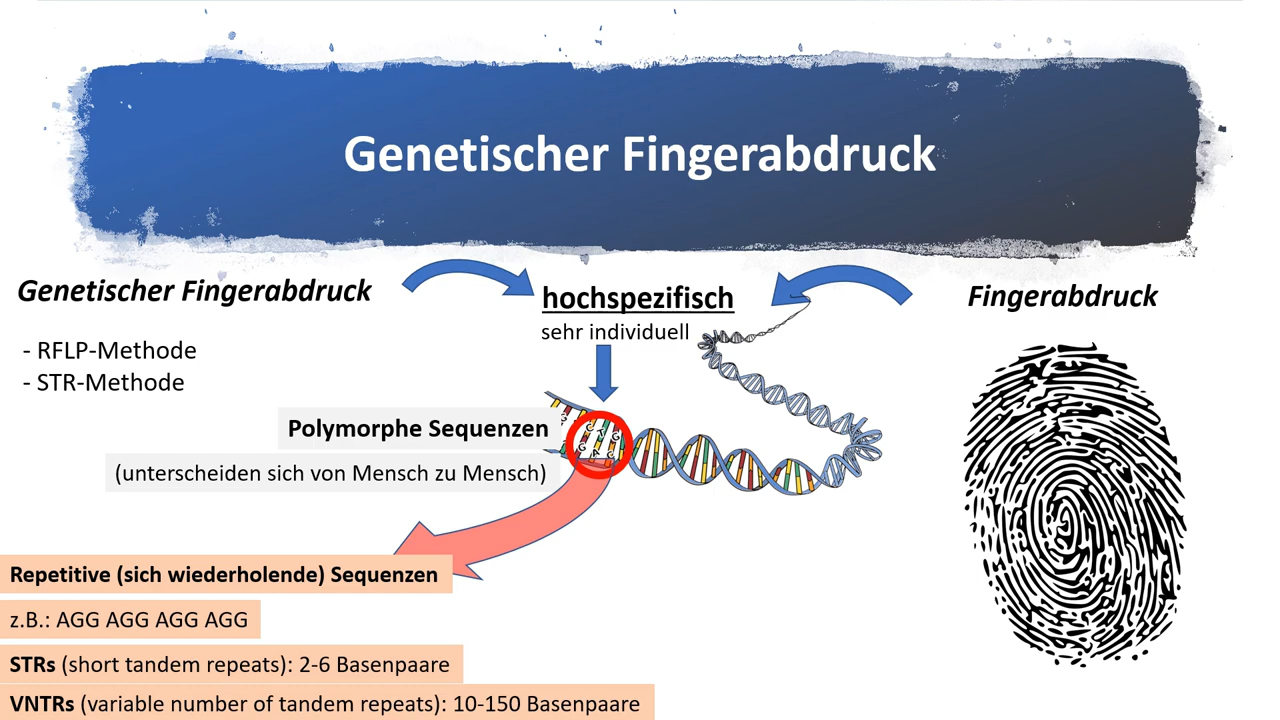 Genetischer Fingerabdruck
Genetischer Fingerabdruck
- RFLP-Methode
- STR-Methode
hochspezifisch
sehr individuell
Fingerabdruck
Polymorphe Sequenzen
(unterscheiden sich von Mensch zu Mensch)
Repetitive (sich wiederholende) Sequenzen
z.B.: AGG AGG AGG AGG
STRs (short tandem repeats): 2-6 Basenpaare
VNTRs (variable number of tandem repeats): 10-150 Basenpaare